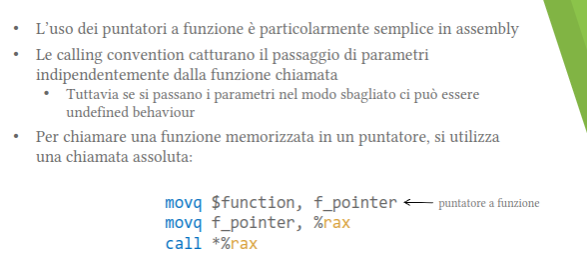 • L'uso dei puntatori a funzione è particolarmente semplice in assembly
• Le calling convention catturano il passaggio di parametri
indipendentemente dalla funzione chiamata
• Tuttavia se si passano i parametri nel modo sbagliato ci può essere
undefined behaviour
• Per chiamare una funzione memorizzata in un puntatore, si utilizza
una chiamata assoluta:
movq $function, f_pointer ← puntatore a funzione
movq f_pointer, %rax
call *%rax